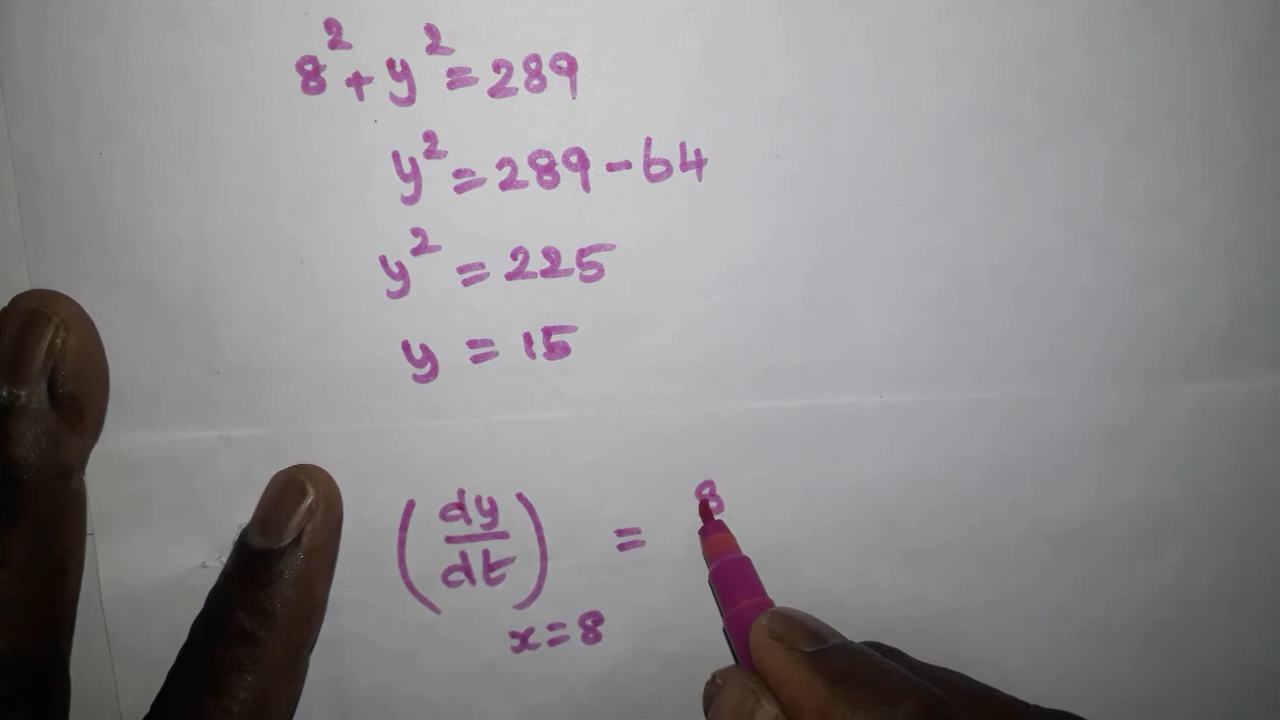 8² + y² = 289
y² = 289 - 64
y² = 225
y = 15
(dy/dt) x=8 = 8